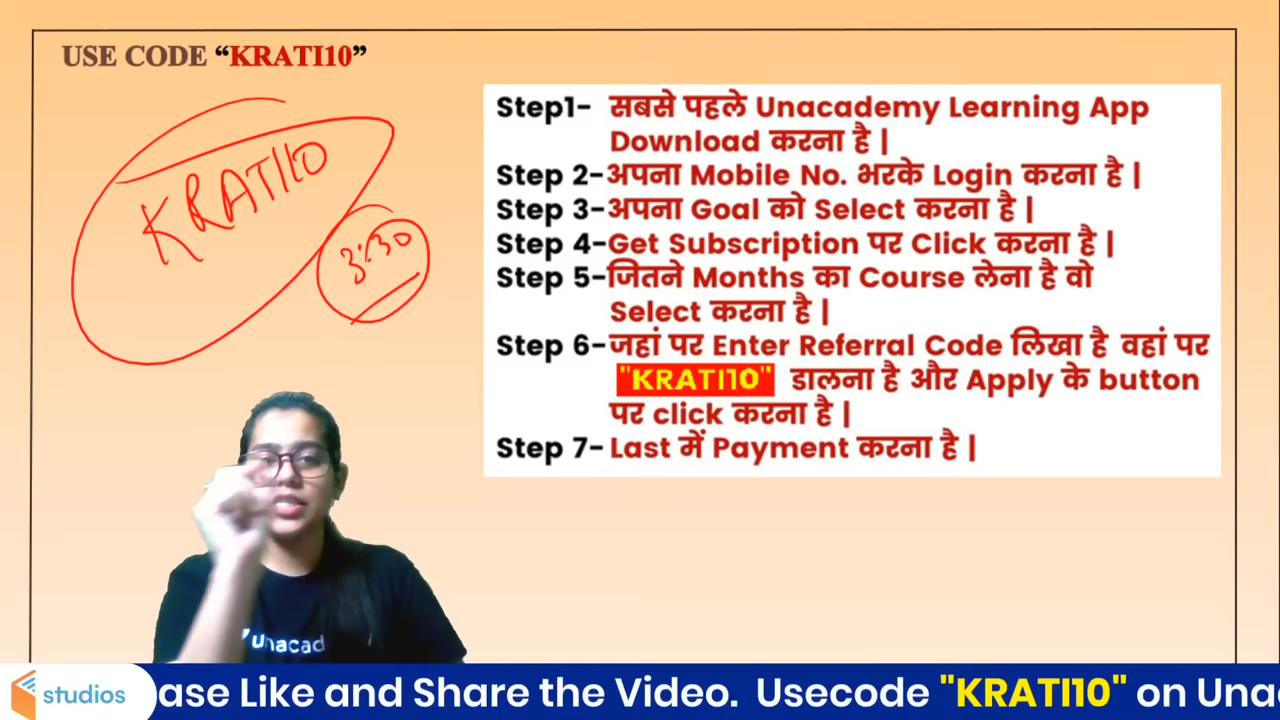 USE CODE “KRATI10”
KRATI10
3:30
Step1- सबसे पहले Unacademy Learning App
Download करना है |
Step 2-अपना Mobile No. भरके Login करना है |
Step 3-अपना Goal को Select करना है |
Step 4-Get Subscription पर Click करना है |
Step 5-जितने Months का Course लेना है वो
Select करना है |
Step 6-जहां पर Enter Referral Code लिखा है वहां पर
"KRATI10" डालना है और Apply के button
पर click करना है |
Step 7- Last में Payment करना है |
unacad
studios
ase Like and Share the Video. Usecode "KRATI10" on Una